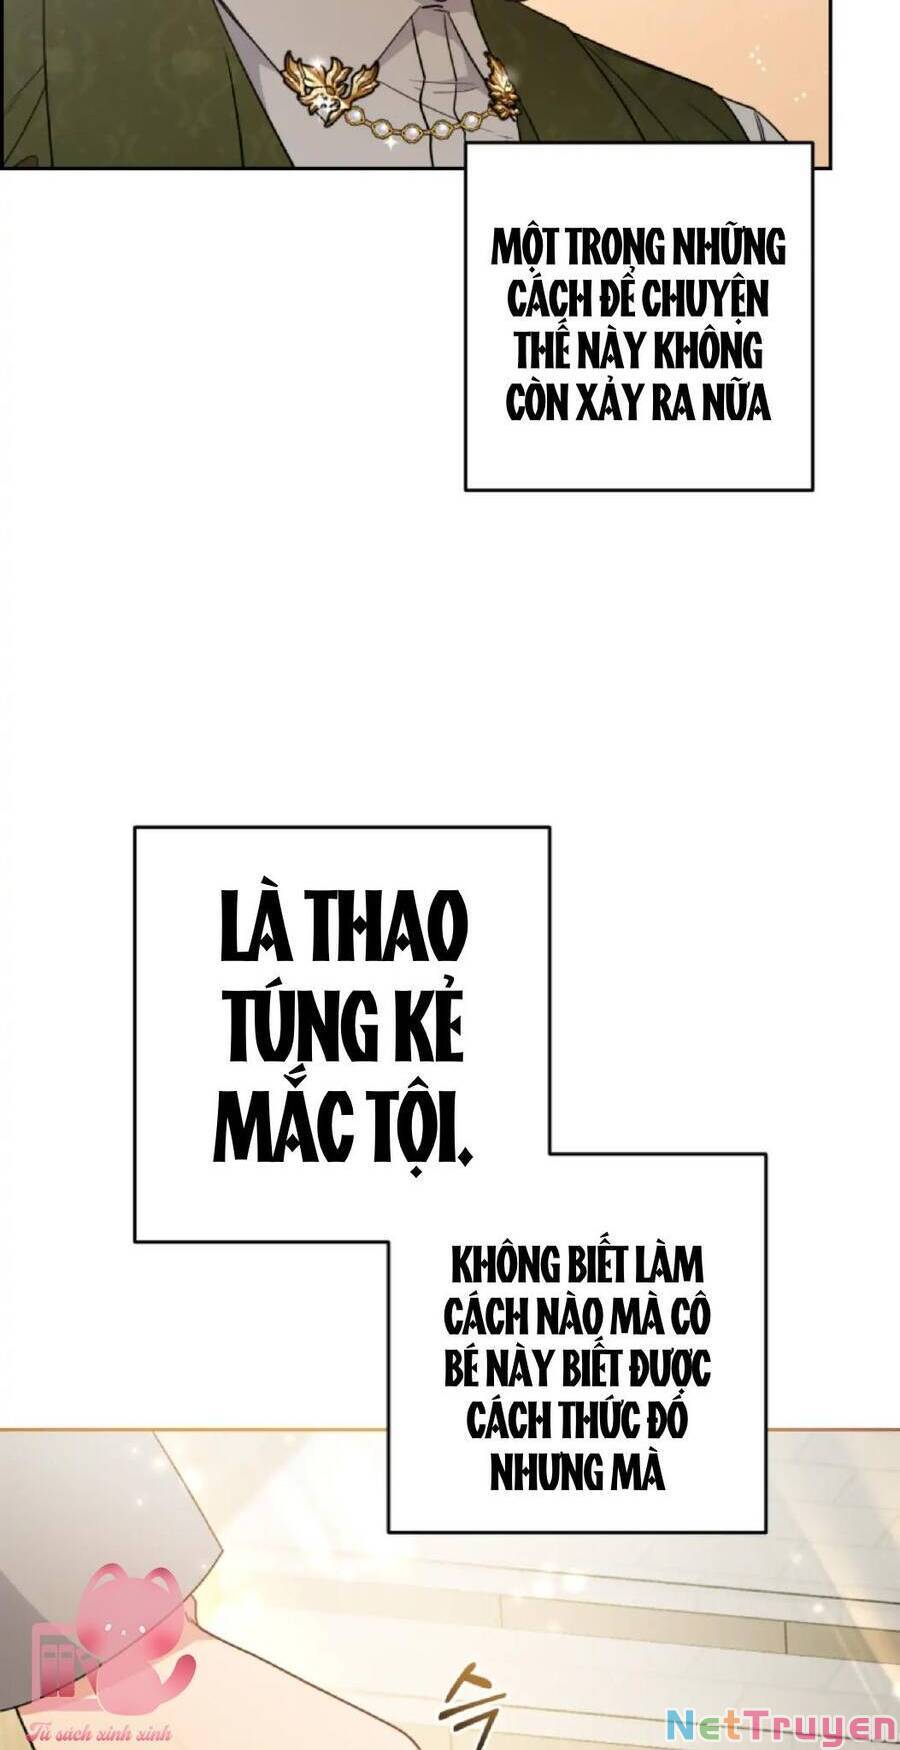 MỘT TRONG NHỮNG
CÁCH ĐỂ CHUYỆN
THẾ NÀY KHÔNG
CÒN XẢY RA NỮA
LÀ THAO
TÚNG KẺ
MẮC TỘI.
KHÔNG BIẾT LÀM
CÁCH NÀO MÀ CÔ
BÉ NÀY BIẾT ĐƯỢC
CÁCH THỨC ĐÓ
NHƯNG MÀ
스
Tủ sách xinh xinh
NetTruyen